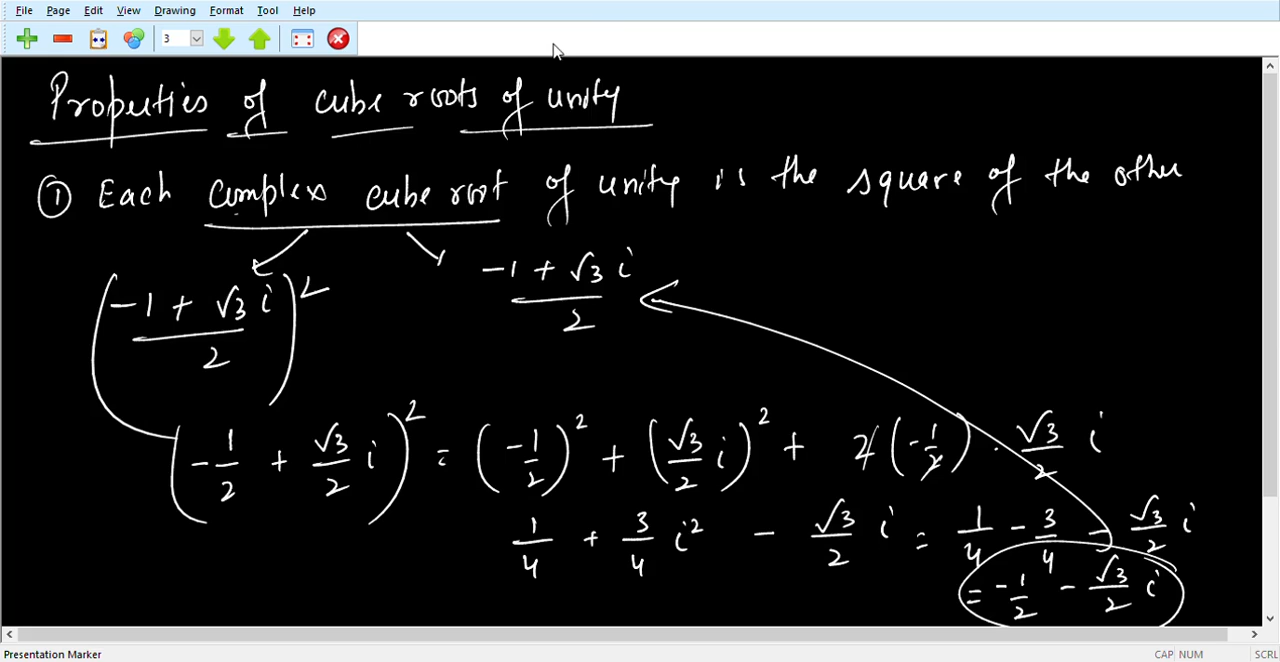 File Page Edit View Drawing Format Tool Help
3
Properties of cube roots of unity
① Each complex cube root of unity is the square of the other
(-1 + √3 i / 2)²
-1 + √3 i / 2
(-1/2 + √3/2 i)² = (-1/2)² + (√3/2 i)² + 2(-1/2) · √3/2 i
1/4 + 3/4 i² - √3/2 i = 1/4 - 3/4 - √3/2 i
= -1/2 - √3/2 i
Presentation Marker CAP NUM SCRL